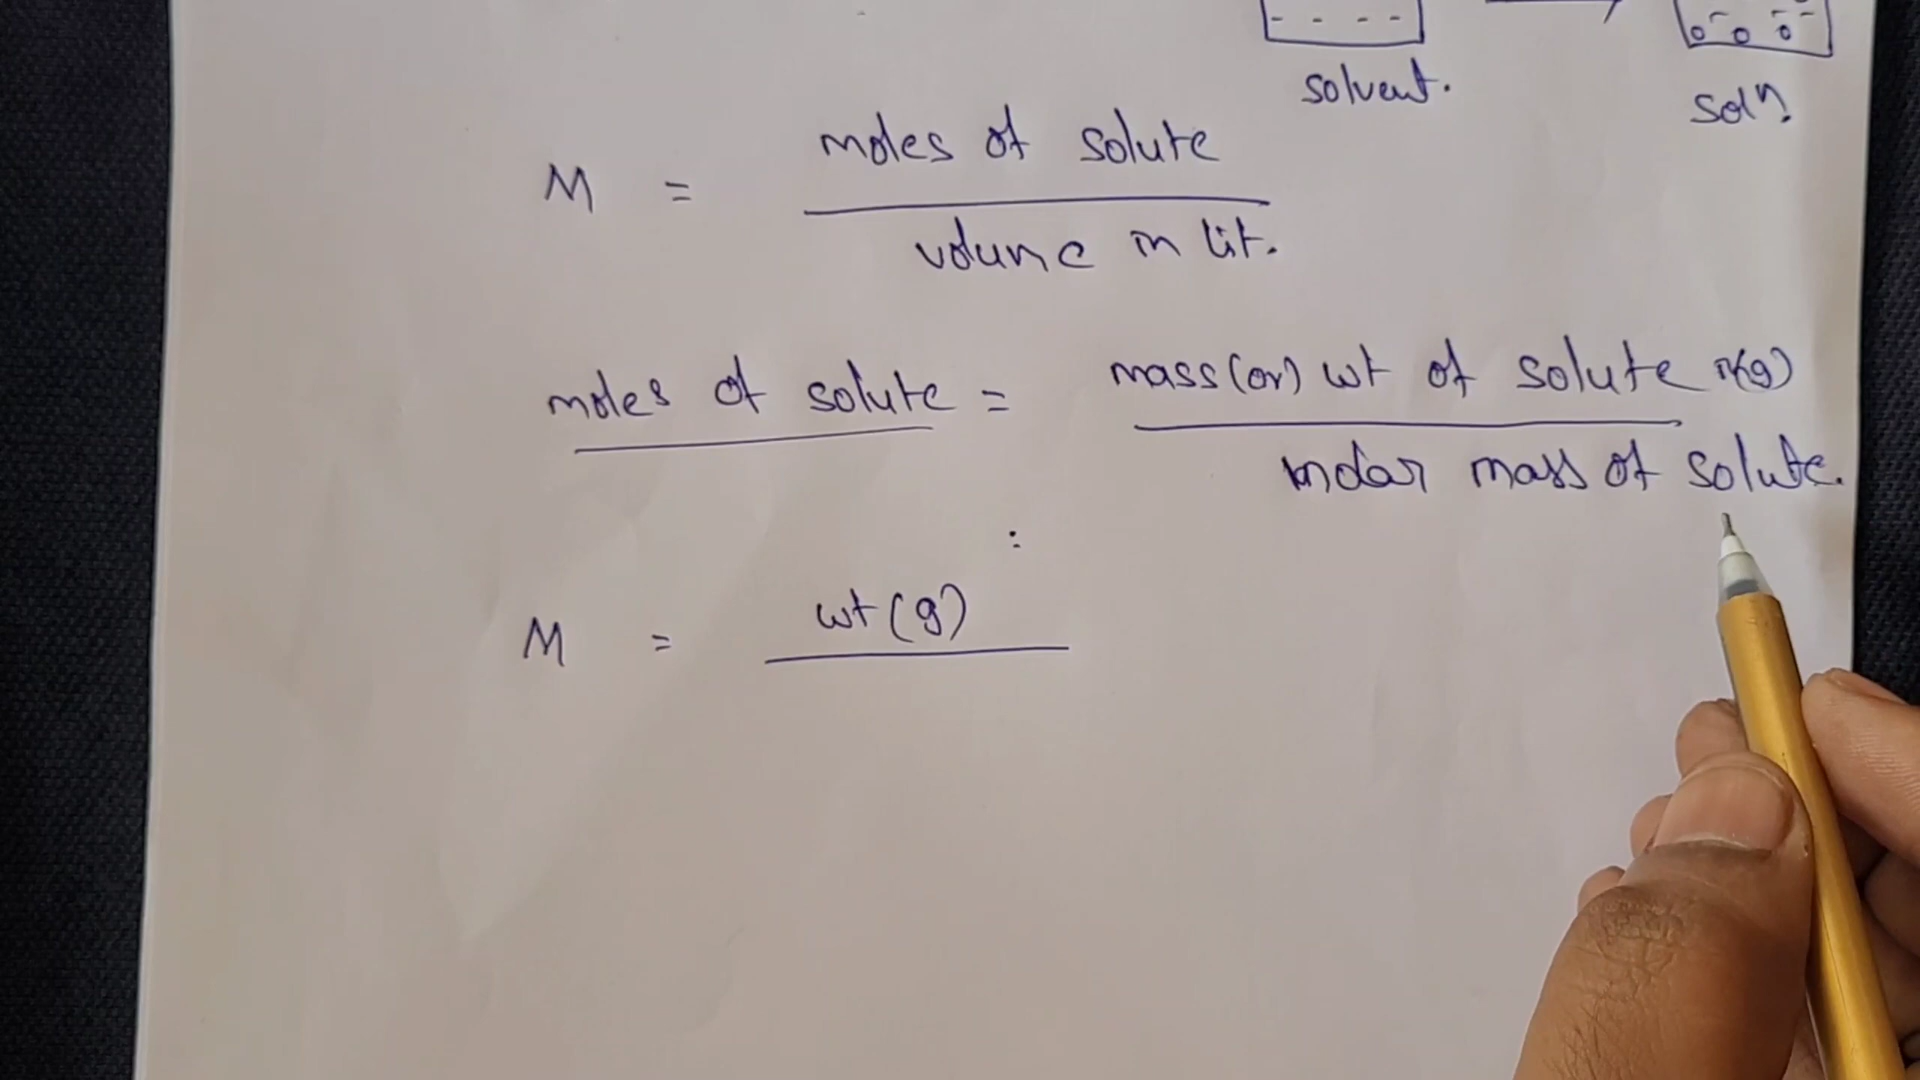 solvent.
soln.
M = moles of solute
volume in lit.
moles of solute = mass (or) wt of solute (g)
molar mass of solute.
:
M = wt (g)